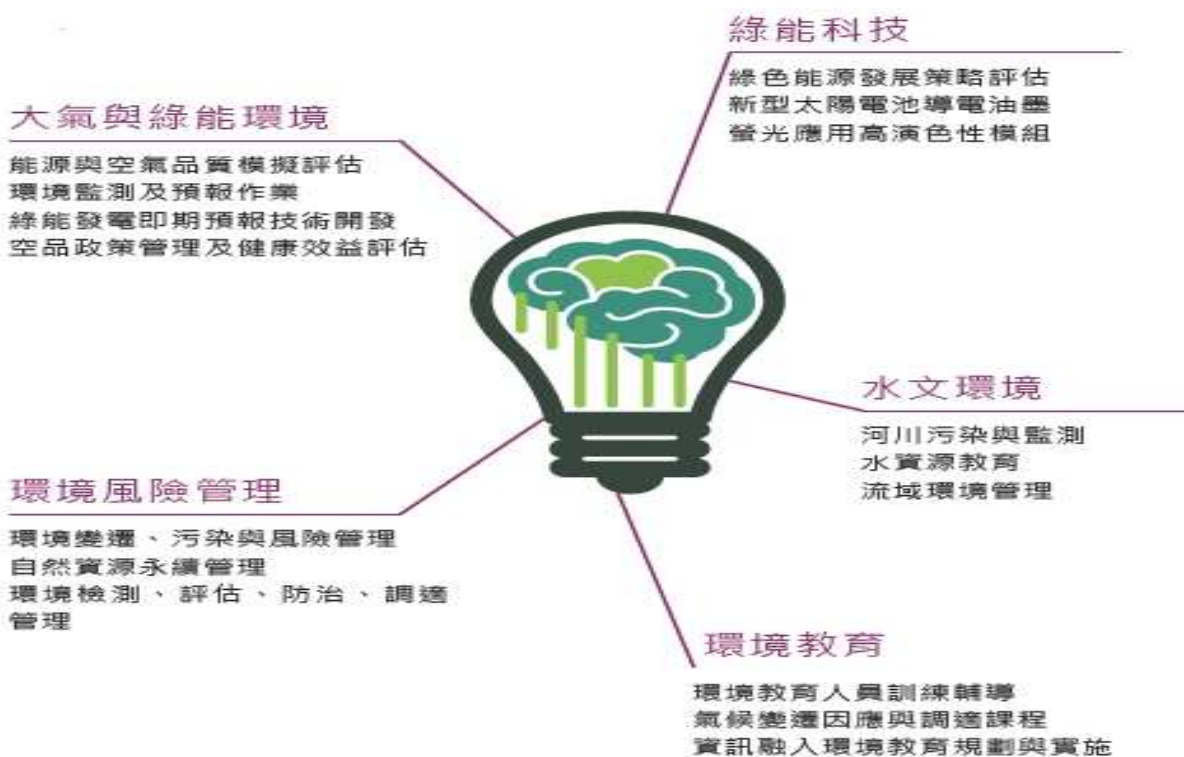 綠能科技
綠色能源發展策略評估
新型太陽電池導電油墨
螢光應用高演色性模組
大氣與綠能環境
能源與空氣品質模擬評估
環境監測及預報作業
綠能發電即期預報技術開發
空品政策管理及健康效益評估
水文環境
河川污染與監測
水資源教育
流域環境管理
環境風險管理
環境變遷、污染與風險管理
自然資源永續管理
環境檢測、評估、防治、調適
管理
環境教育
環境教育人員訓練輔導
氣候變遷因應與調適課程
資訊融入環境教育規劃與實施